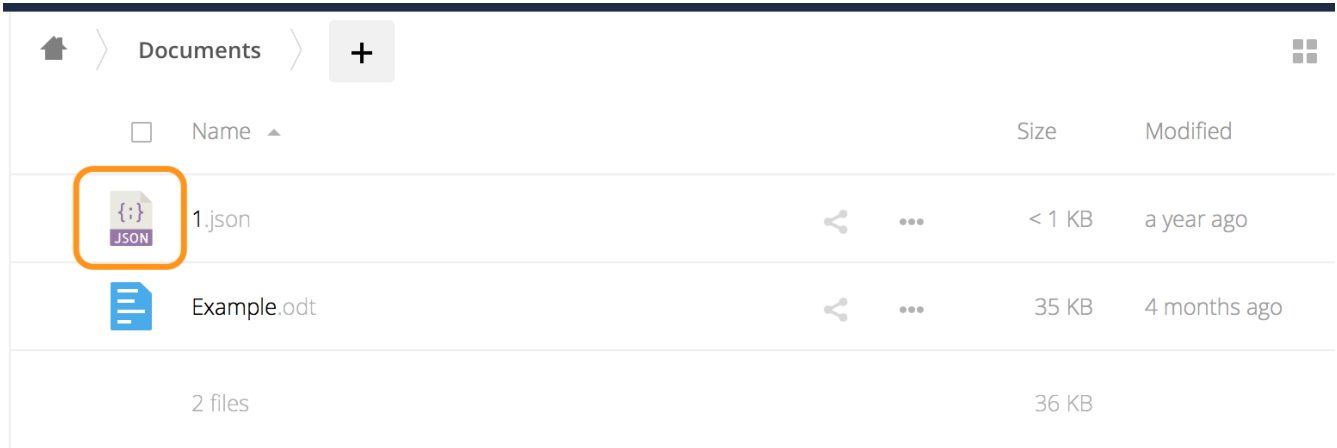 Documents +
Name Size Modified
{;}
JSON
1.json ••• < 1 KB a year ago
Example.odt ••• 35 KB 4 months ago
2 files 36 KB